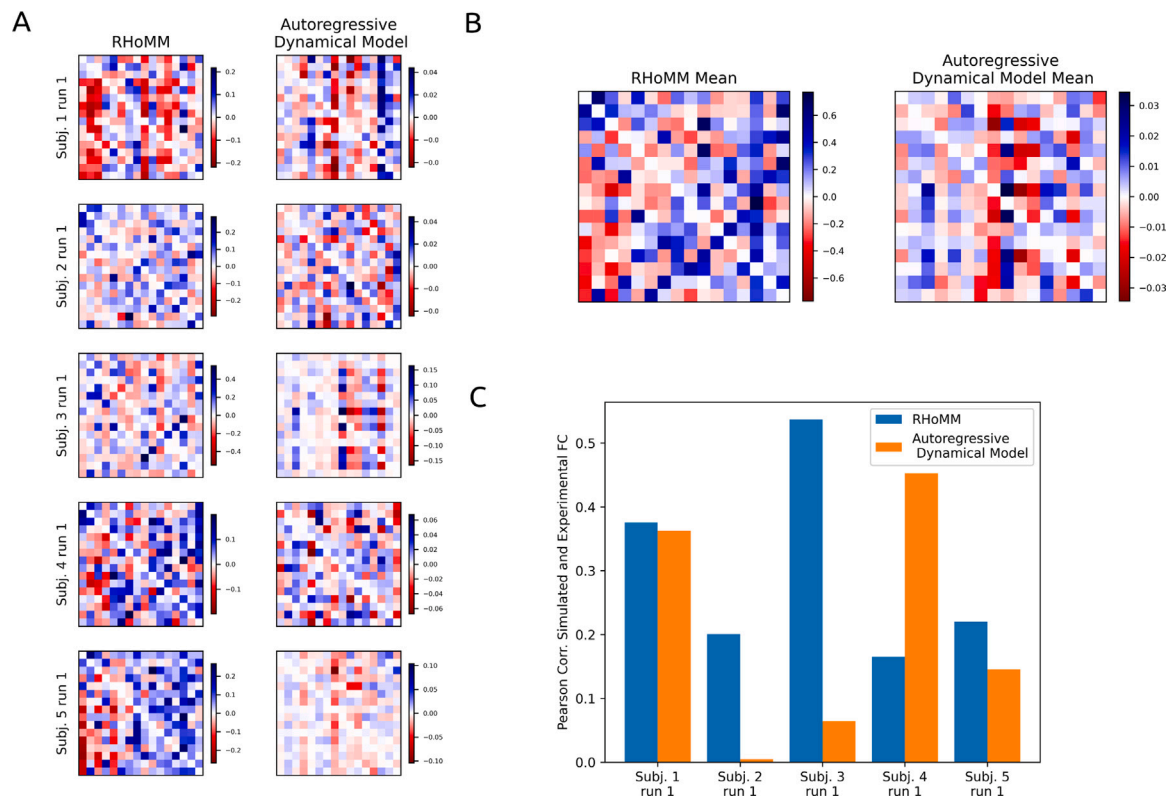 A
RHoMM
Autoregressive
Dynamical Model
Subj. 1 run 1
0.2
0.1
0.0
−0.1
−0.2
0.04
0.02
0.00
−0.0
−0.0
Subj. 2 run 1
0.2
0.1
0.0
−0.1
−0.2
0.04
0.02
0.00
−0.0
−0.0
Subj. 3 run 1
0.4
0.2
0.0
−0.2
−0.4
0.15
0.10
0.05
0.00
−0.05
−0.10
−0.15
Subj. 4 run 1
0.1
0.0
−0.1
0.06
0.04
0.02
0.00
−0.02
−0.04
−0.06
Subj. 5 run 1
0.2
0.1
0.0
−0.1
−0.2
0.10
0.05
0.00
−0.05
−0.10
B
RHoMM Mean
0.6
0.4
0.2
0.0
−0.2
−0.4
−0.6
Autoregressive
Dynamical Model Mean
0.03
0.02
0.01
0.00
−0.01
−0.02
−0.03
C
Pearson Corr. Simulated and Experimental FC
0.5
0.4
0.3
0.2
0.1
0.0
RHoMM
Autoregressive
Dynamical Model
Subj. 1
run 1
Subj. 2
run 1
Subj. 3
run 1
Subj. 4
run 1
Subj. 5
run 1